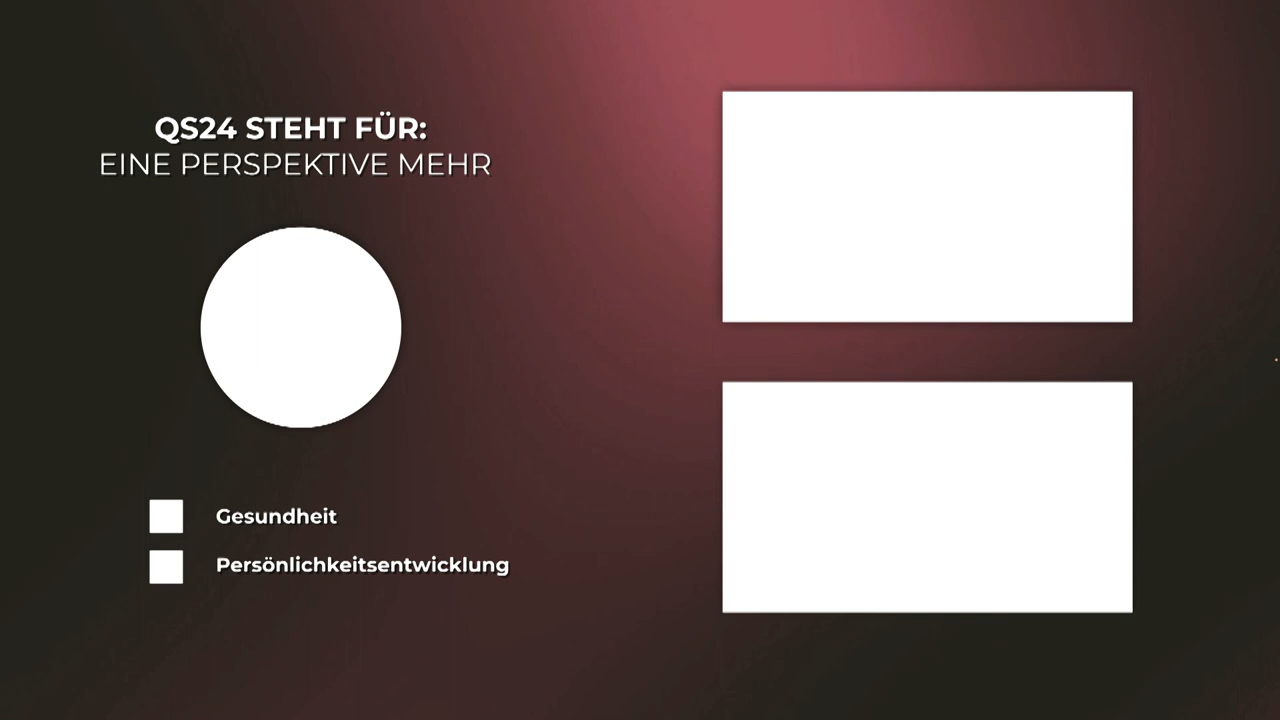 QS24 STEHT FÜR:
EINE PERSPEKTIVE MEHR
Gesundheit
Persönlichkeitsentwicklung